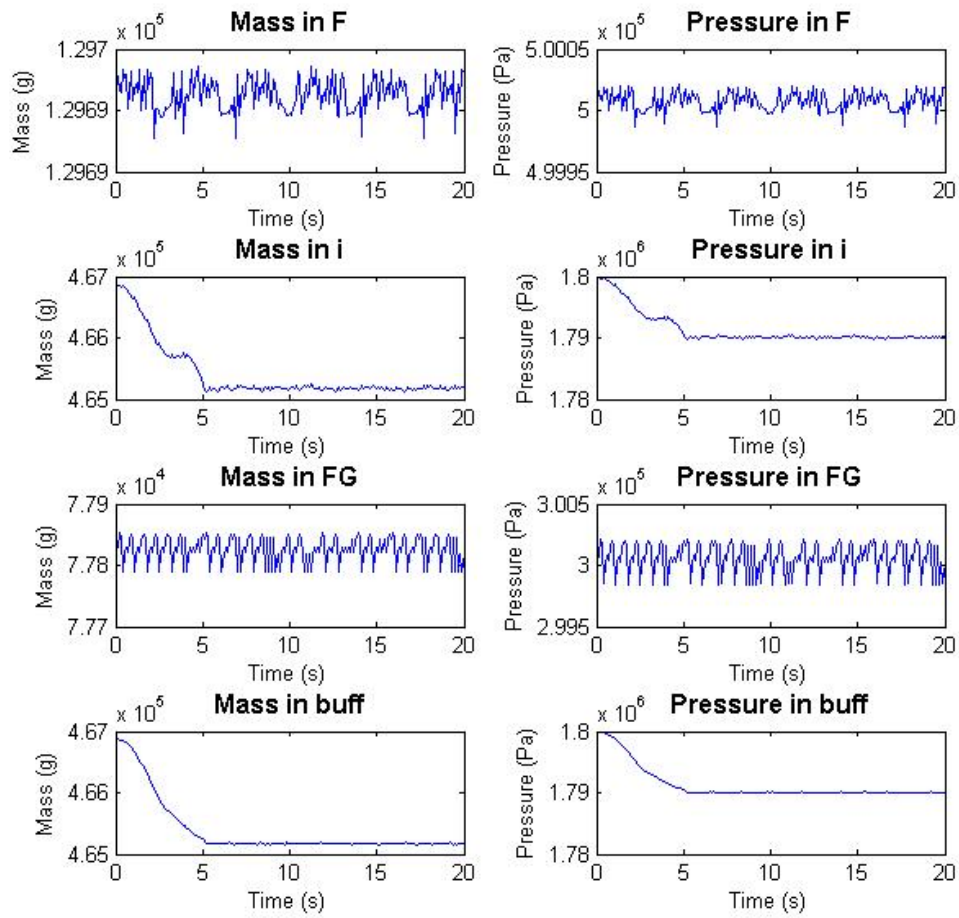 Mass in F
x 10^5
1.297
1.2969
1.2969
Mass (g)
0 5 10 15 20
Time (s)
Pressure in F
x 10^5
5.0005
5
4.9995
Pressure (Pa)
0 5 10 15 20
Time (s)
Mass in i
x 10^5
4.67
4.66
4.65
Mass (g)
0 5 10 15 20
Time (s)
Pressure in i
x 10^6
1.8
1.79
1.78
Pressure (Pa)
0 5 10 15 20
Time (s)
Mass in FG
x 10^4
7.79
7.78
7.77
Mass (g)
0 5 10 15 20
Time (s)
Pressure in FG
x 10^5
3.005
3
2.995
Pressure (Pa)
0 5 10 15 20
Time (s)
Mass in buff
x 10^5
4.67
4.66
4.65
Mass (g)
0 5 10 15 20
Time (s)
Pressure in buff
x 10^6
1.8
1.79
1.78
Pressure (Pa)
0 5 10 15 20
Time (s)